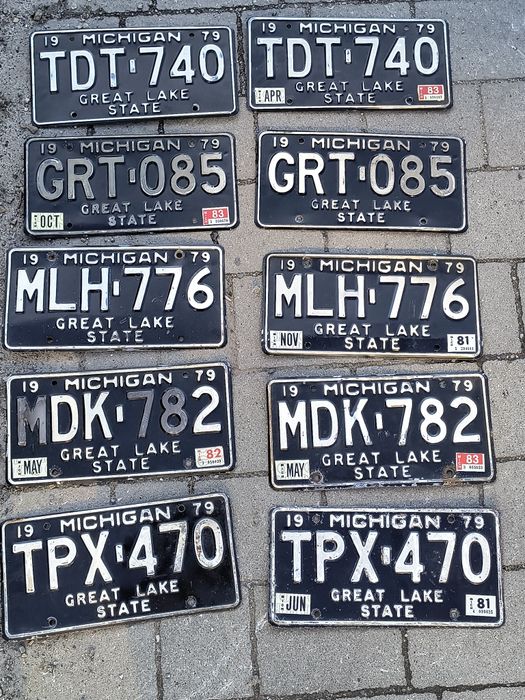 19 MICHIGAN 79
TDT·740
GREAT LAKE
STATE
19 MICHIGAN 79
TDT·740
GREAT LAKE
APR STATE 83
19 MICHIGAN 79
GRT·085
GREAT LAKE
OCT STATE 83
19 MICHIGAN 79
GRT·085
GREAT LAKE
STATE
19 MICHIGAN 79
MLH·776
GREAT LAKE
STATE
19 MICHIGAN 79
MLH·776
GREAT LAKE
NOV STATE 81
19 MICHIGAN 79
MDK·782
GREAT LAKE
MAY STATE 82
19 MICHIGAN 79
MDK·782
GREAT LAKE
MAY STATE 83
19 MICHIGAN 79
TPX·470
GREAT LAKE
STATE
19 MICHIGAN 79
TPX·470
GREAT LAKE
JUN STATE 81